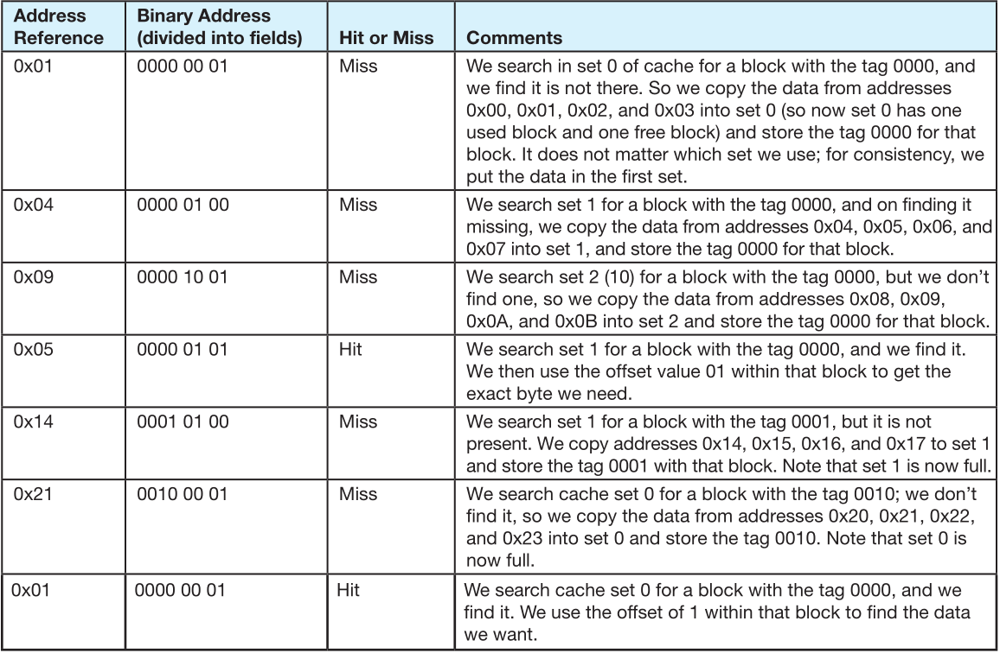 Address Reference | Binary Address (divided into fields) | Hit or Miss | Comments
0x01 | 0000 00 01 | Miss | We search in set 0 of cache for a block with the tag 0000, and
we find it is not there. So we copy the data from addresses
0x00, 0x01, 0x02, and 0x03 into set 0 (so now set 0 has one
used block and one free block) and store the tag 0000 for that
block. It does not matter which set we use; for consistency, we
put the data in the first set.
0x04 | 0000 01 00 | Miss | We search set 1 for a block with the tag 0000, and on finding it
missing, we copy the data from addresses 0x04, 0x05, 0x06, and
0x07 into set 1, and store the tag 0000 for that block.
0x09 | 0000 10 01 | Miss | We search set 2 (10) for a block with the tag 0000, but we don’t
find one, so we copy the data from addresses 0x08, 0x09,
0x0A, and 0x0B into set 2 and store the tag 0000 for that block.
0x05 | 0000 01 01 | Hit | We search set 1 for a block with the tag 0000, and we find it.
We then use the offset value 01 within that block to get the
exact byte we need.
0x14 | 0001 01 00 | Miss | We search set 1 for a block with the tag 0001, but it is not
present. We copy addresses 0x14, 0x15, 0x16, and 0x17 to set 1
and store the tag 0001 with that block. Note that set 1 is now full.
0x21 | 0010 00 01 | Miss | We search cache set 0 for a block with the tag 0010; we don’t
find it, so we copy the data from addresses 0x20, 0x21, 0x22,
and 0x23 into set 0 and store the tag 0010. Note that set 0 is
now full.
0x01 | 0000 00 01 | Hit | We search cache set 0 for a block with the tag 0000, and we
find it. We use the offset of 1 within that block to find the data
we want.